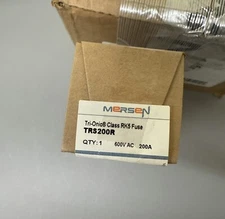 MERSEN
Tri-Onic® Class RK5 Fuse
TRS200R
QTY: 1 600V AC 200A